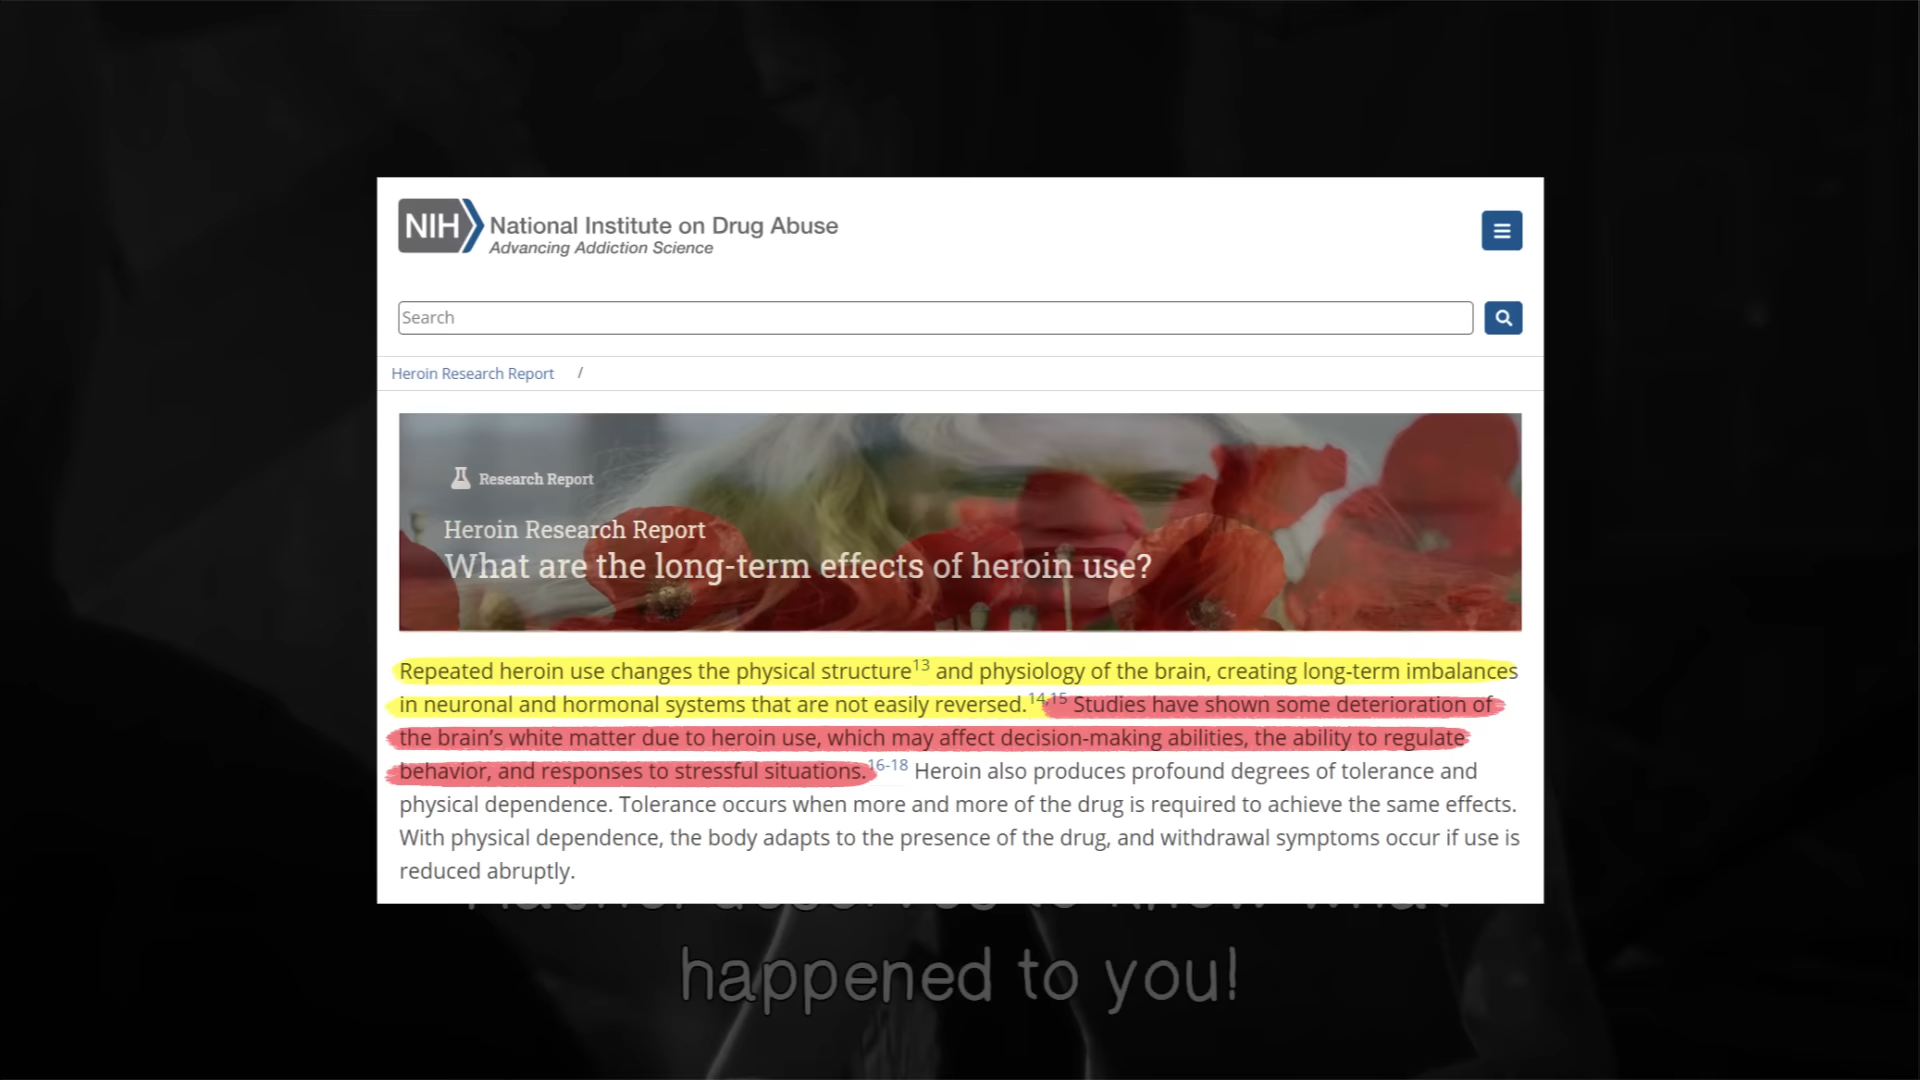 NIH National Institute on Drug Abuse
Advancing Addiction Science
Search
Heroin Research Report /
Research Report
Heroin Research Report
What are the long-term effects of heroin use?
Repeated heroin use changes the physical structure13 and physiology of the brain, creating long-term imbalances
in neuronal and hormonal systems that are not easily reversed.14,15 Studies have shown some deterioration of
the brain’s white matter due to heroin use, which may affect decision-making abilities, the ability to regulate
behavior, and responses to stressful situations.16-18 Heroin also produces profound degrees of tolerance and
physical dependence. Tolerance occurs when more and more of the drug is required to achieve the same effects.
With physical dependence, the body adapts to the presence of the drug, and withdrawal symptoms occur if use is
reduced abruptly.
deserves to know what
happened to you!